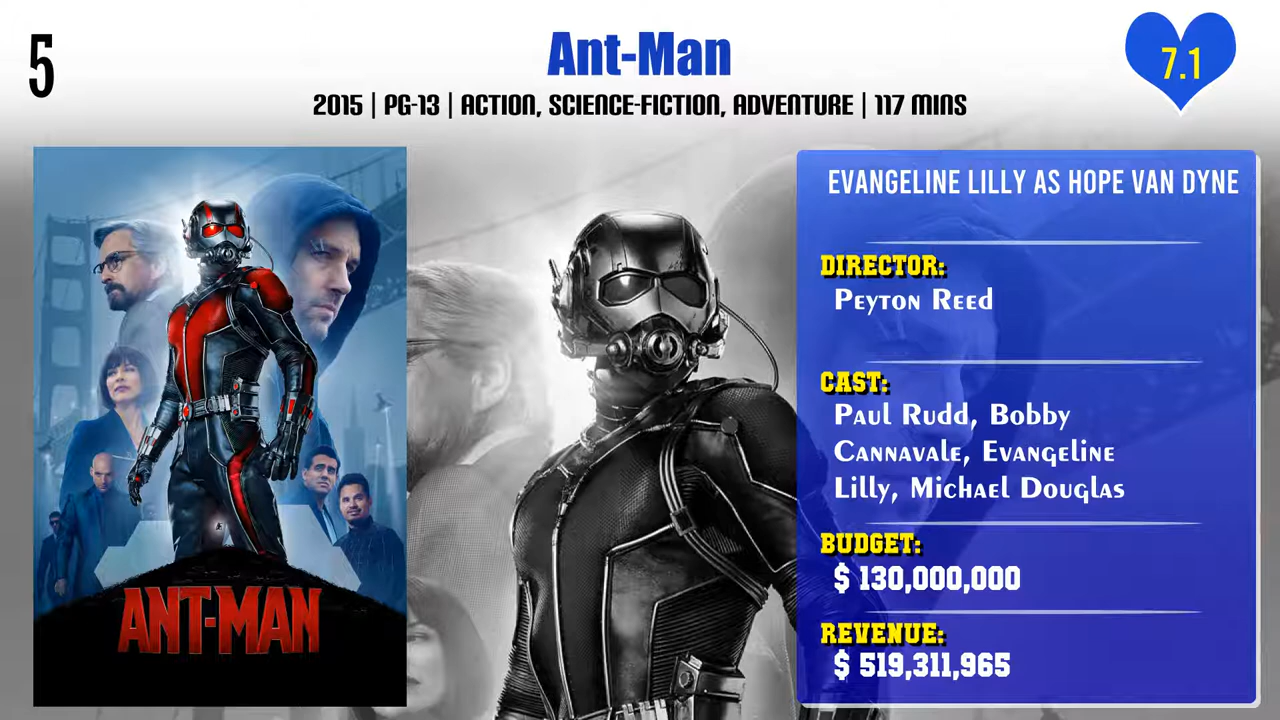 5
Ant-Man
7.1
2015 | PG-13 | ACTION, SCIENCE-FICTION, ADVENTURE | 117 MINS
EVANGELINE LILLY AS HOPE VAN DYNE
DIRECTOR:
Peyton Reed
CAST:
Paul Rudd, Bobby
Cannavale, Evangeline
Lilly, Michael Douglas
BUDGET:
$ 130,000,000
REVENUE:
$ 519,311,965
ANT-MAN